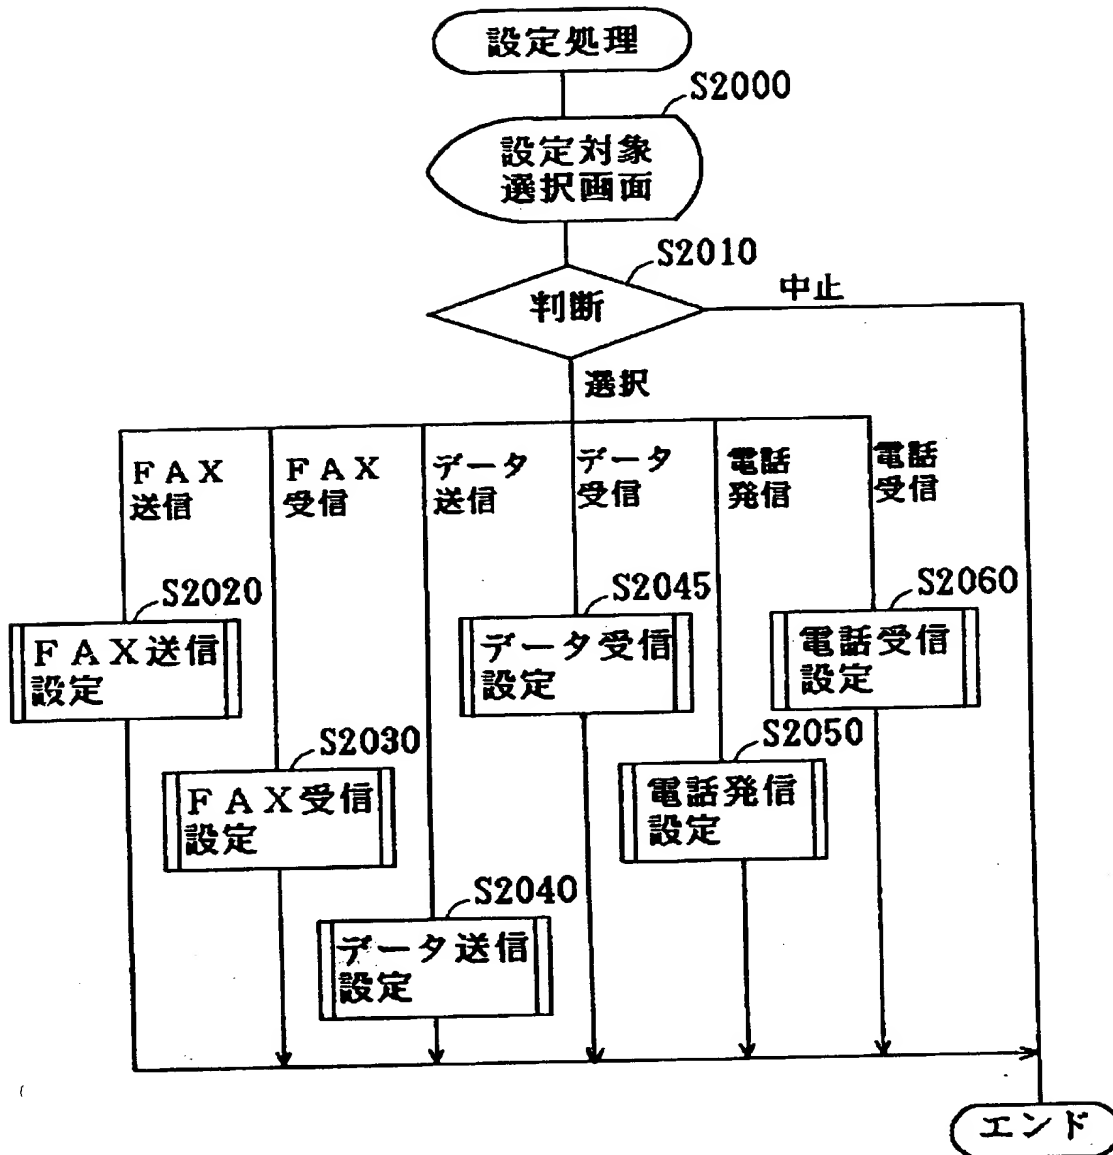 設定処理
S2000
設定対象
選択画面
S2010
判断
中止
選択
ＦＡＸ
送信
ＦＡＸ
受信
データ
送信
データ
受信
電話
発信
電話
受信
S2020
ＦＡＸ送信
設定
S2045
データ受信
設定
S2060
電話受信
設定
S2030
ＦＡＸ受信
設定
S2050
電話発信
設定
S2040
データ送信
設定
エンド